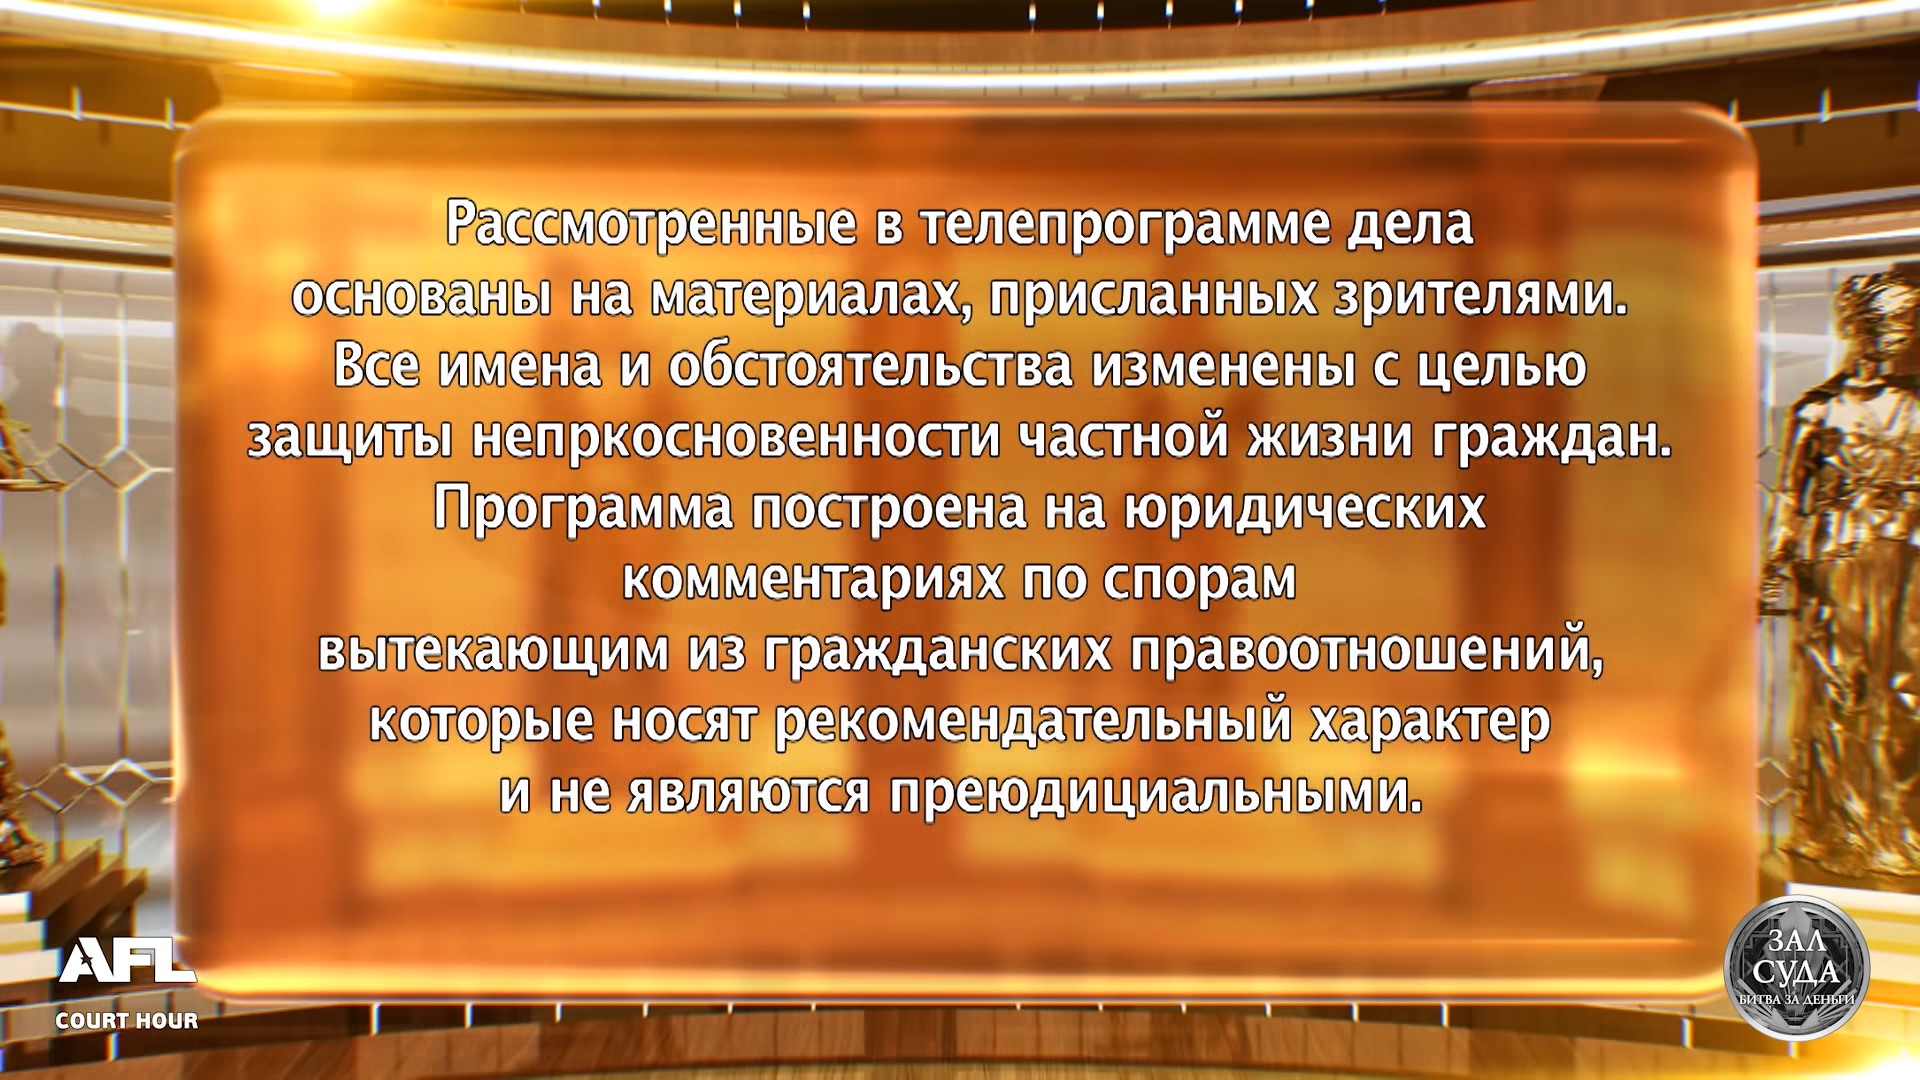 Рассмотренные в телепрограмме дела
основаны на материалах, присланных зрителями.
Все имена и обстоятельства изменены с целью
защиты непркосновенности частной жизни граждан.
Программа построена на юридических
комментариях по спорам
вытекающим из гражданских правоотношений,
которые носят рекомендательный характер
и не являются преюдициальными.
AFL
COURT HOUR
ЗАЛ
СУДА
БИТВА ЗА ДЕНЬГИ